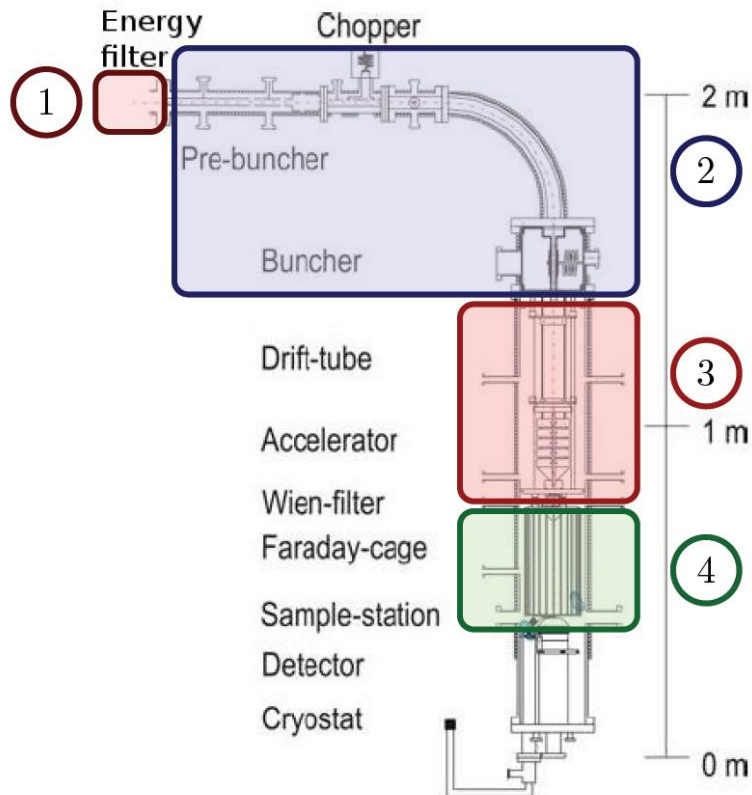 Energy
filter
Chopper
1
2 m
Pre-buncher
2
Buncher
Drift-tube
3
Accelerator
1 m
Wien-filter
Faraday-cage
4
Sample-station
Detector
Cryostat
0 m